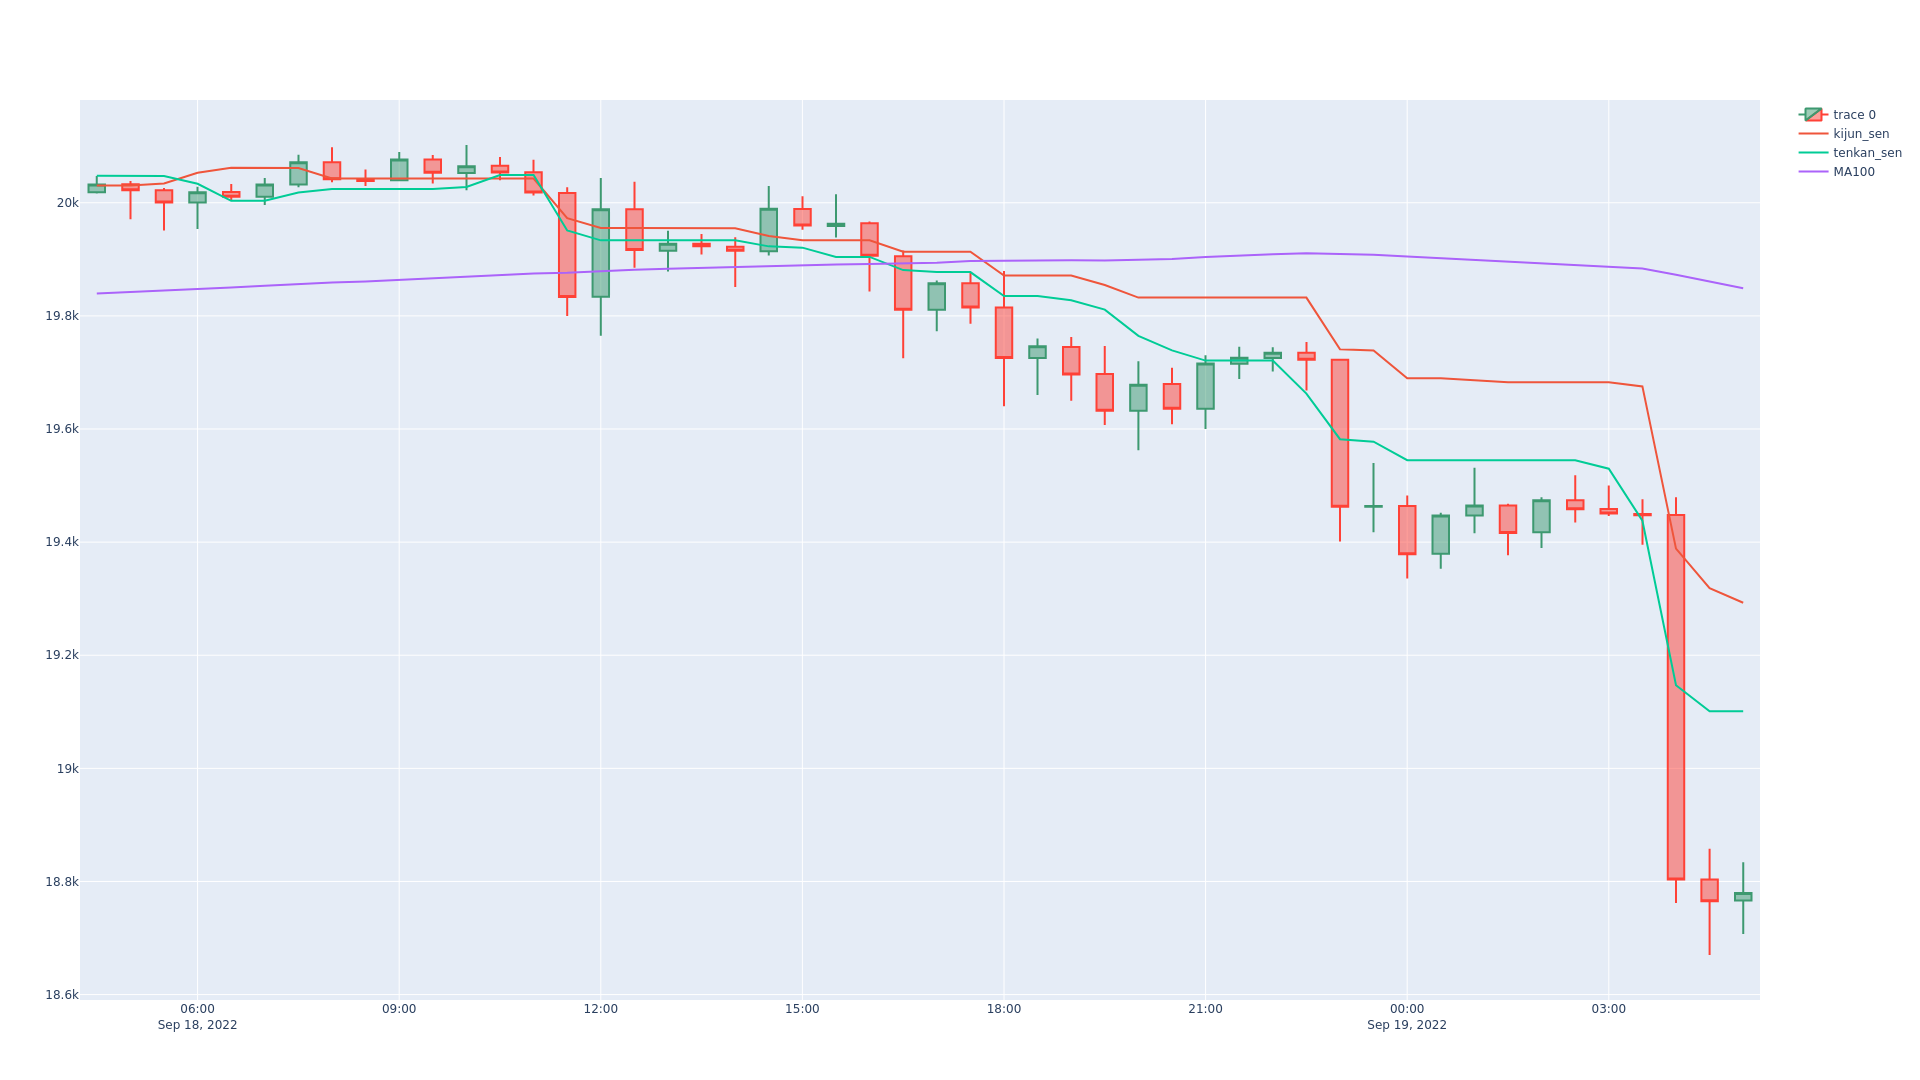 trace 0
kijun_sen
tenkan_sen
MA100
20k
19.8k
19.6k
19.4k
19.2k
19k
18.8k
18.6k
06:00 09:00 12:00 15:00 18:00 21:00 00:00 03:00
Sep 18, 2022 Sep 19, 2022